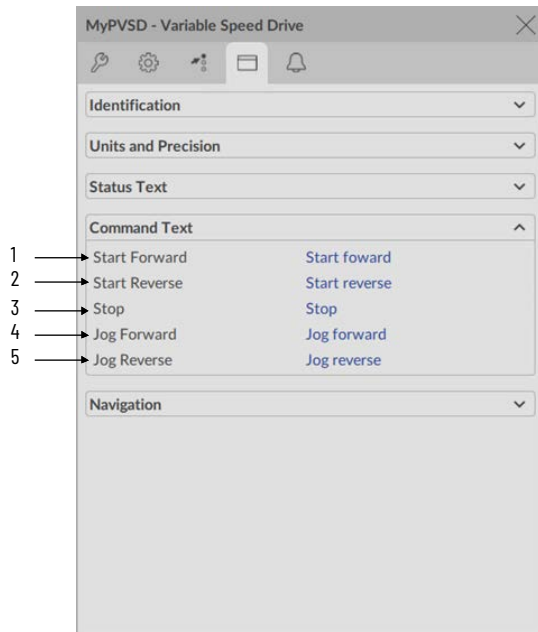 MyPVSD - Variable Speed Drive
Identification
Units and Precision
Status Text
Command Text
1 Start Forward Start foward
2 Start Reverse Start reverse
3 Stop Stop
4 Jog Forward Jog forward
5 Jog Reverse Jog reverse
Navigation